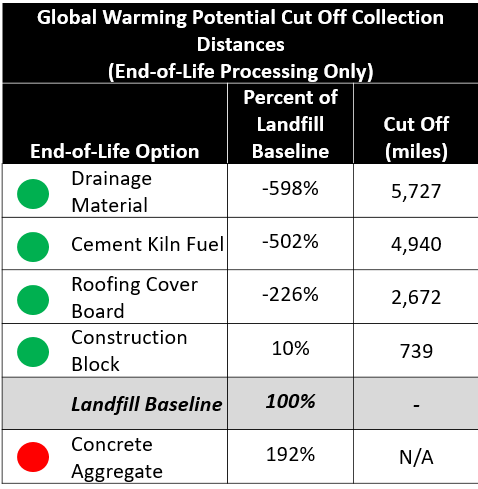 Global Warming Potential Cut Off Collection
Distances
(End-of-Life Processing Only)
End-of-Life Option
Percent of
Landfill
Baseline
Cut Off
(miles)
Drainage
Material
-598%
5,727
Cement Kiln Fuel
-502%
4,940
Roofing Cover
Board
-226%
2,672
Construction
Block
10%
739
Landfill Baseline
100%
-
Concrete
Aggregate
192%
N/A